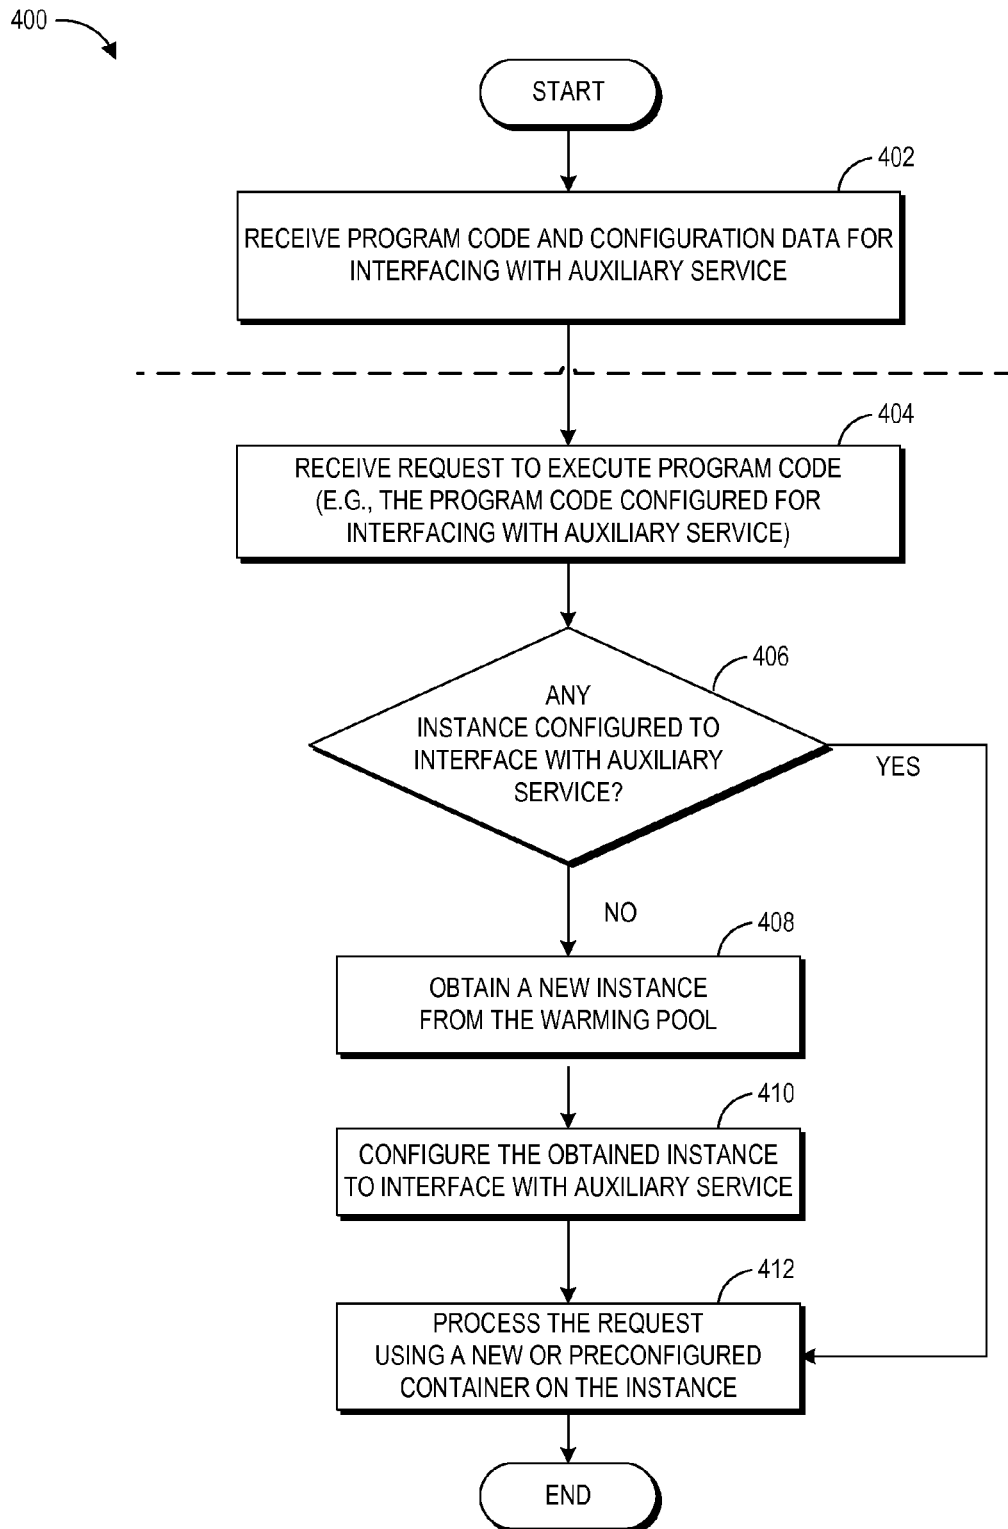 400
START
402
RECEIVE PROGRAM CODE AND CONFIGURATION DATA FOR
INTERFACING WITH AUXILIARY SERVICE
404
RECEIVE REQUEST TO EXECUTE PROGRAM CODE
(E.G., THE PROGRAM CODE CONFIGURED FOR
INTERFACING WITH AUXILIARY SERVICE)
406
ANY
INSTANCE CONFIGURED TO
INTERFACE WITH AUXILIARY
SERVICE?
YES
NO
408
OBTAIN A NEW INSTANCE
FROM THE WARMING POOL
410
CONFIGURE THE OBTAINED INSTANCE
TO INTERFACE WITH AUXILIARY SERVICE
412
PROCESS THE REQUEST
USING A NEW OR PRECONFIGURED
CONTAINER ON THE INSTANCE
END